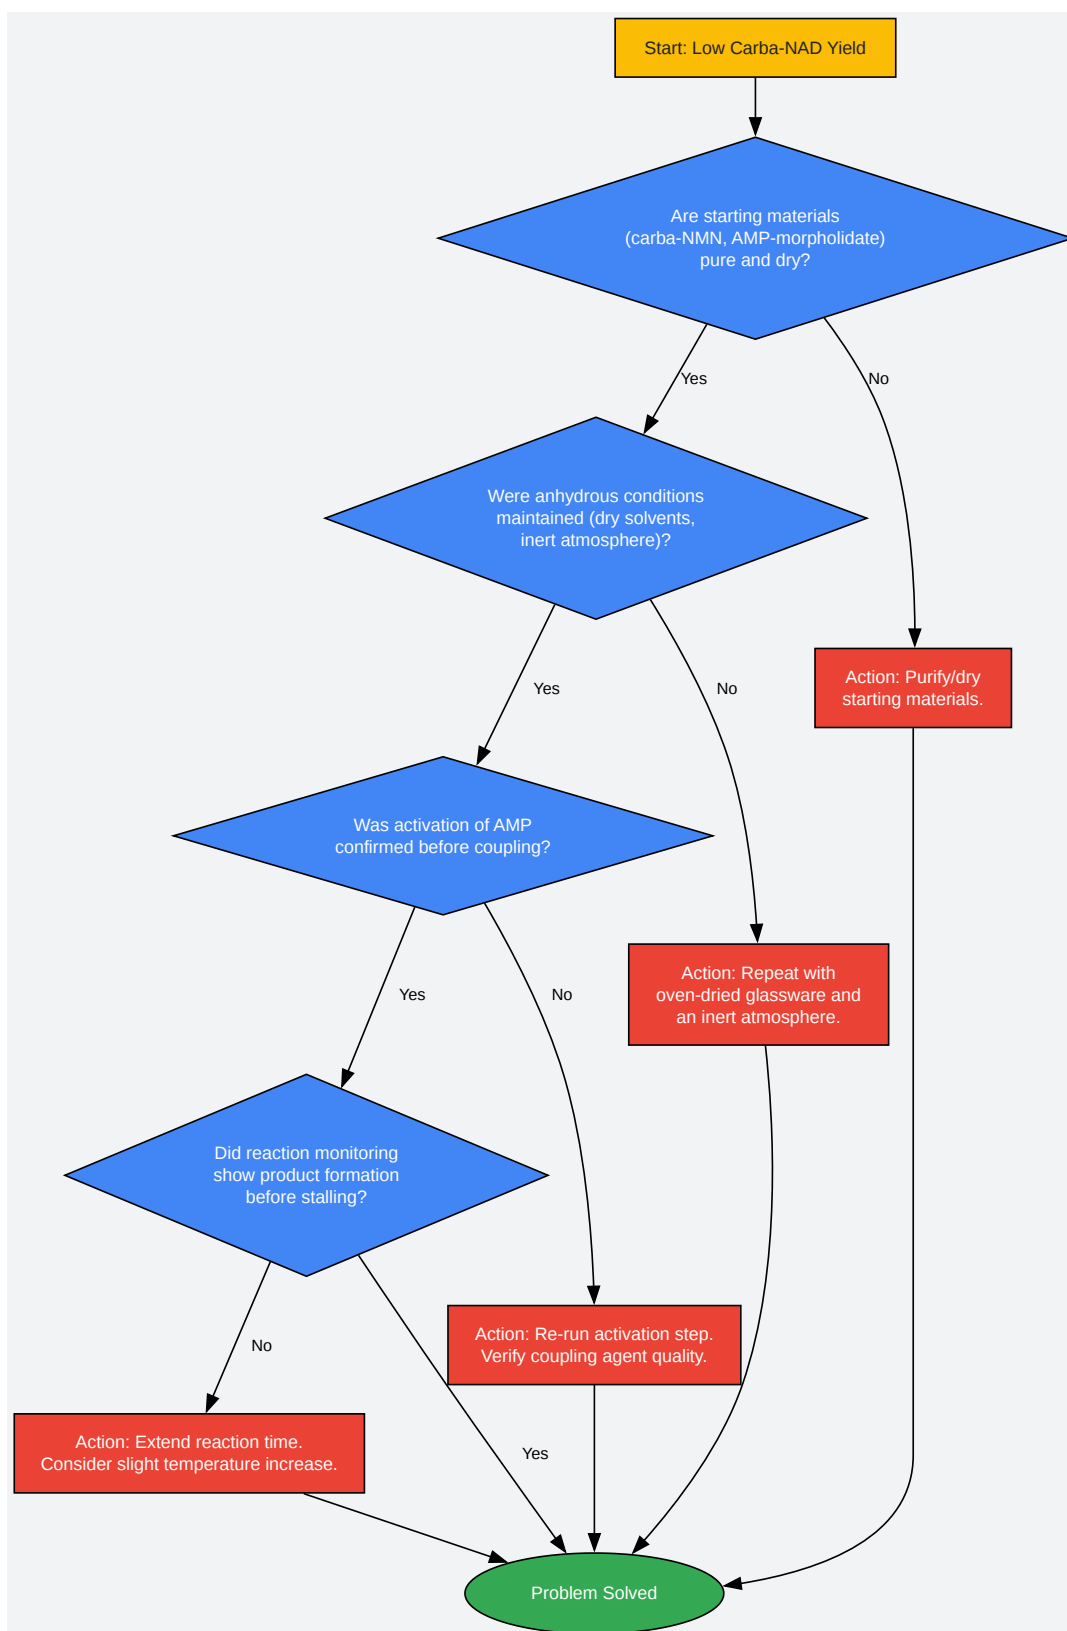 Start: Low Carba-NAD Yield
Are starting materials
(carba-NMN, AMP-morpholidate)
pure and dry?
Yes
No
Were anhydrous conditions
maintained (dry solvents,
inert atmosphere)?
Action: Purify/dry
starting materials.
Yes
No
Was activation of AMP
confirmed before coupling?
Action: Repeat with
oven-dried glassware and
an inert atmosphere.
Yes
No
Did reaction monitoring
show product formation
before stalling?
Action: Re-run activation step.
Verify coupling agent quality.
No
Action: Extend reaction time.
Consider slight temperature increase.
Yes
Problem Solved